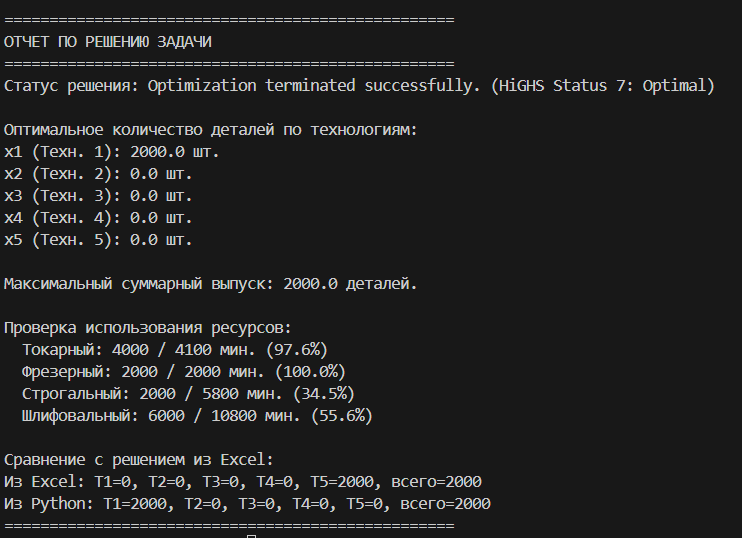 ==================================================
ОТЧЕТ ПО РЕШЕНИЮ ЗАДАЧИ
==================================================
Статус решения: Optimization terminated successfully. (HiGHS Status 7: Optimal)
Оптимальное количество деталей по технологиям:
x1 (Техн. 1): 2000.0 шт.
x2 (Техн. 2): 0.0 шт.
x3 (Техн. 3): 0.0 шт.
x4 (Техн. 4): 0.0 шт.
x5 (Техн. 5): 0.0 шт.
Максимальный суммарный выпуск: 2000.0 деталей.
Проверка использования ресурсов:
Токарный: 4000 / 4100 мин. (97.6%)
Фрезерный: 2000 / 2000 мин. (100.0%)
Строгальный: 2000 / 5800 мин. (34.5%)
Шлифовальный: 6000 / 10800 мин. (55.6%)
Сравнение с решением из Excel:
Из Excel: T1=0, T2=0, T3=0, T4=0, T5=2000, всего=2000
Из Python: T1=2000, T2=0, T3=0, T4=0, T5=0, всего=2000
==================================================